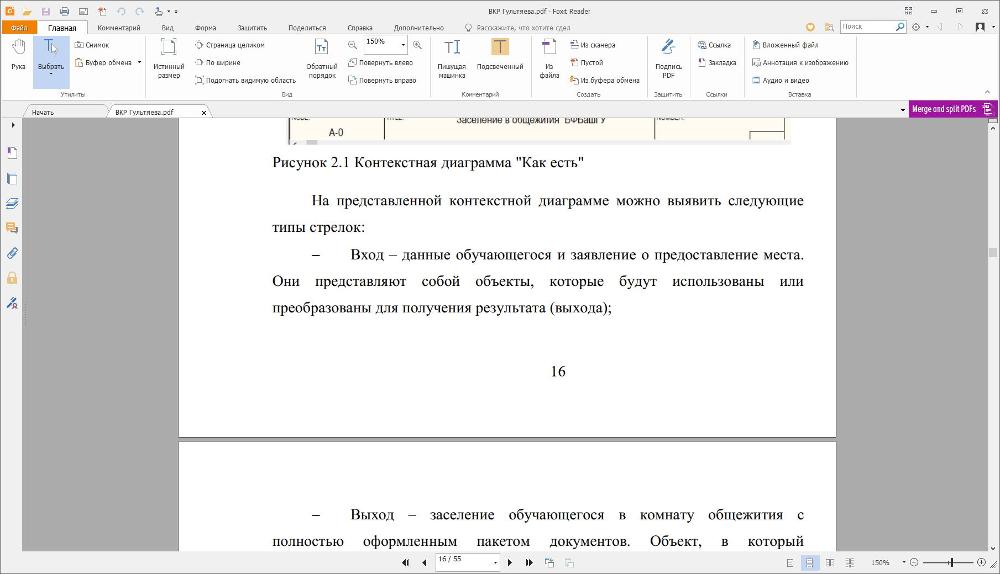 ВКР Гультяева.pdf - Foxit Reader
Файл Главная Комментарий Вид Форма Защитить Поделиться Справка Дополнительно Расскажите, что хотите сдел Поиск
Рука
Выбрать
Снимок
Буфер обмена
Утилиты
Истинный размер
Страница целиком
По ширине
Подогнать видимую область
Обратный порядок
150%
Повернуть влево
Повернуть вправо
Вид
Пишущая машинка
Подсвеченный
Комментарий
Из файла
Из сканера
Пустой
Из буфера обмена
Создать
Подпись PDF
Защитить
Ссылка
Закладка
Ссылки
Вложенный файл
Аннотация к изображению
Аудио и видео
Вставка
Начать ВКР Гультяева.pdf Merge and split PDFs
NODE: TITLE: Заселение в общежития БФБашГУ NUMBER:
A-0
Рисунок 2.1 Контекстная диаграмма "Как есть"
На представленной контекстной диаграмме можно выявить следующие
типы стрелок:
– Вход – данные обучающегося и заявление о предоставление места.
Они представляют собой объекты, которые будут использованы или
преобразованы для получения результата (выхода);
16
– Выход – заселение обучающегося в комнату общежития с
полностью оформленным пакетом документов. Объект, в который
16 / 55 150%